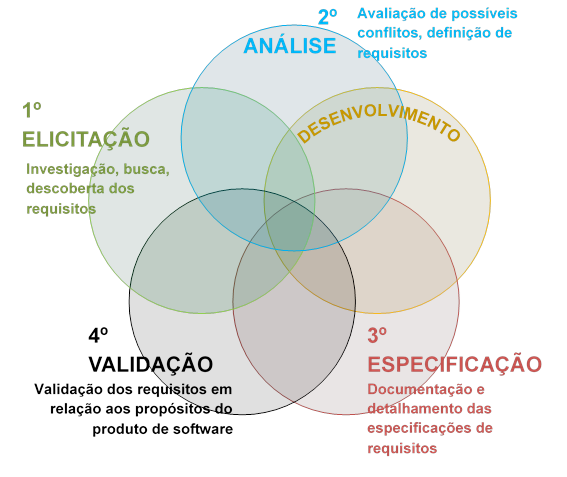 2º
ANÁLISE
Avaliação de possíveis
conflitos, definição de
requisitos
1º
ELICITAÇÃO
Investigação, busca,
descoberta dos
requisitos
DESENVOLVIMENTO
4º
VALIDAÇÃO
Validação dos requisitos em
relação aos propósitos do
produto de software
3º
ESPECIFICAÇÃO
Documentação e
detalhamento das
especificações de
requisitos